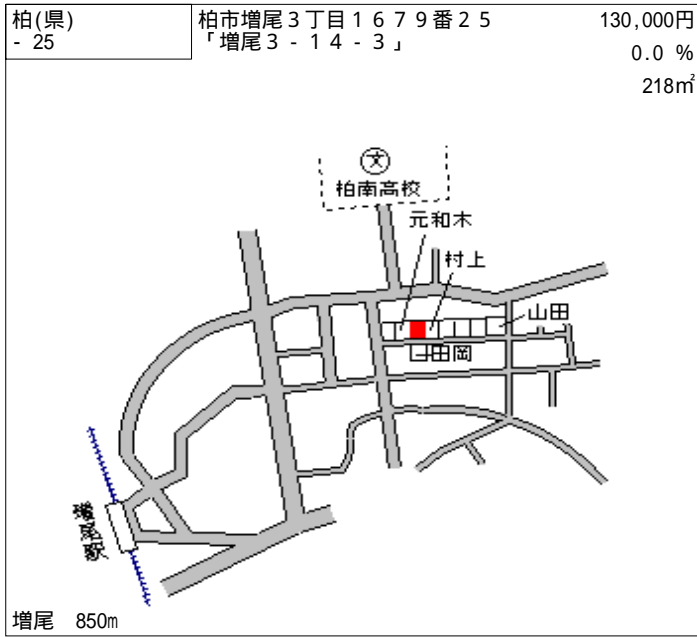 柏(県)
- 25
柏市増尾３丁目１６７９番２５
「増尾３－１４－３」
130,000円
0.0 %
218㎡
文
柏南高校
元和木
村上
山田
田岡
増尾駅
増尾 850m